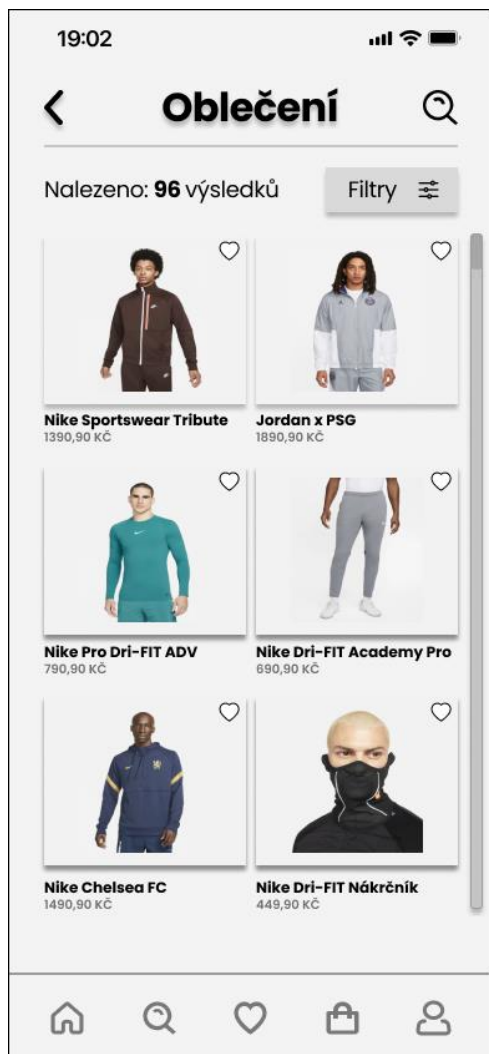 19:02
Oblečení
Nalezeno: 96 výsledků
Filtry
Nike Sportswear Tribute
1390,90 KČ
Jordan x PSG
1890,90 KČ
Nike Pro Dri-FIT ADV
790,90 KČ
Nike Dri-FIT Academy Pro
690,90 KČ
Nike Chelsea FC
1490,90 KČ
Nike Dri-FIT Nákrčník
449,90 KČ